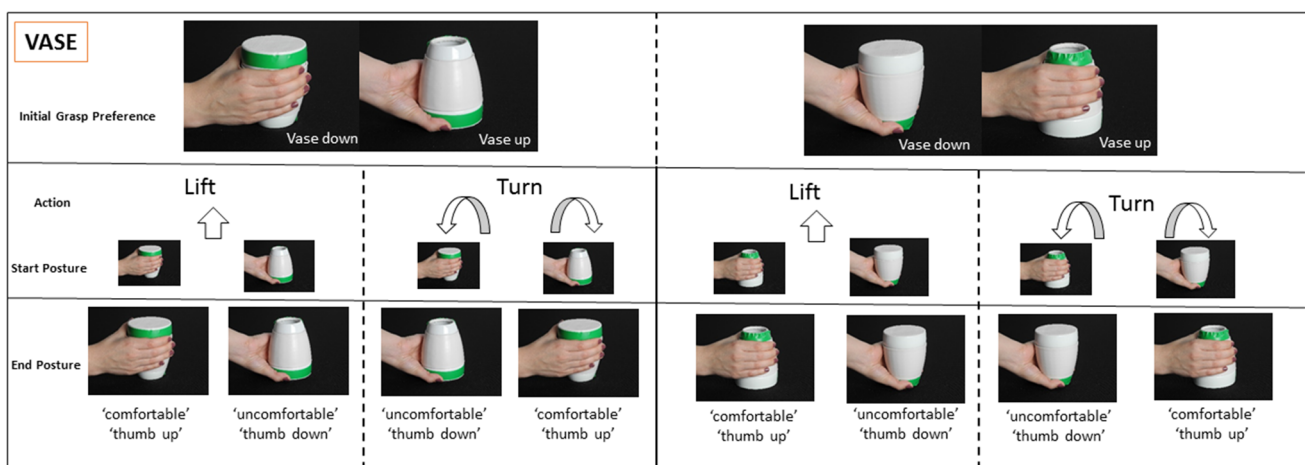 VASE
Initial Grasp Preference
Vase down
Vase up
Vase down
Vase up
Action
Lift
Turn
Lift
Turn
Start Posture
End Posture
‘comfortable’
‘thumb up’
‘uncomfortable’
‘thumb down’
‘uncomfortable’
‘thumb down’
‘comfortable’
‘thumb up’
‘comfortable’
‘thumb up’
‘uncomfortable’
‘thumb down’
‘uncomfortable’
‘thumb down’
‘comfortable’
‘thumb up’